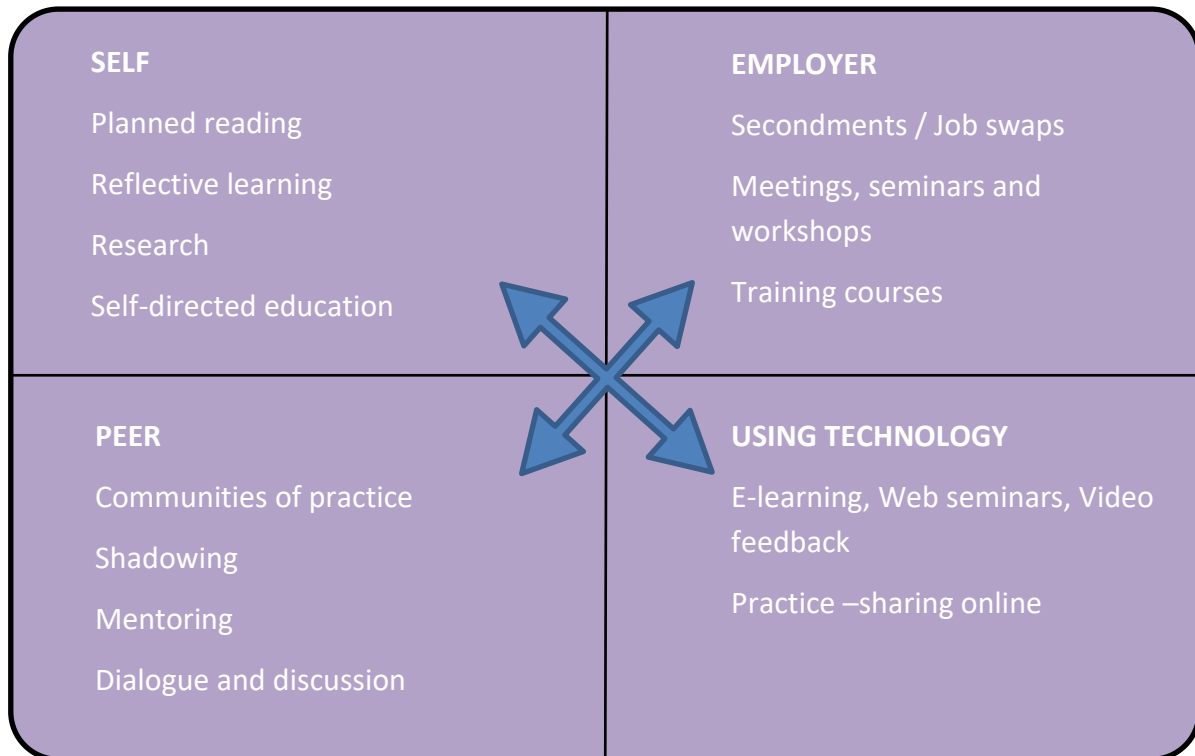 SELF
Planned reading
Reflective learning
Research
Self-directed education
EMPLOYER
Secondments / Job swaps
Meetings, seminars and
workshops
Training courses
PEER
Communities of practice
Shadowing
Mentoring
Dialogue and discussion
USING TECHNOLOGY
E-learning, Web seminars, Video
feedback
Practice –sharing online